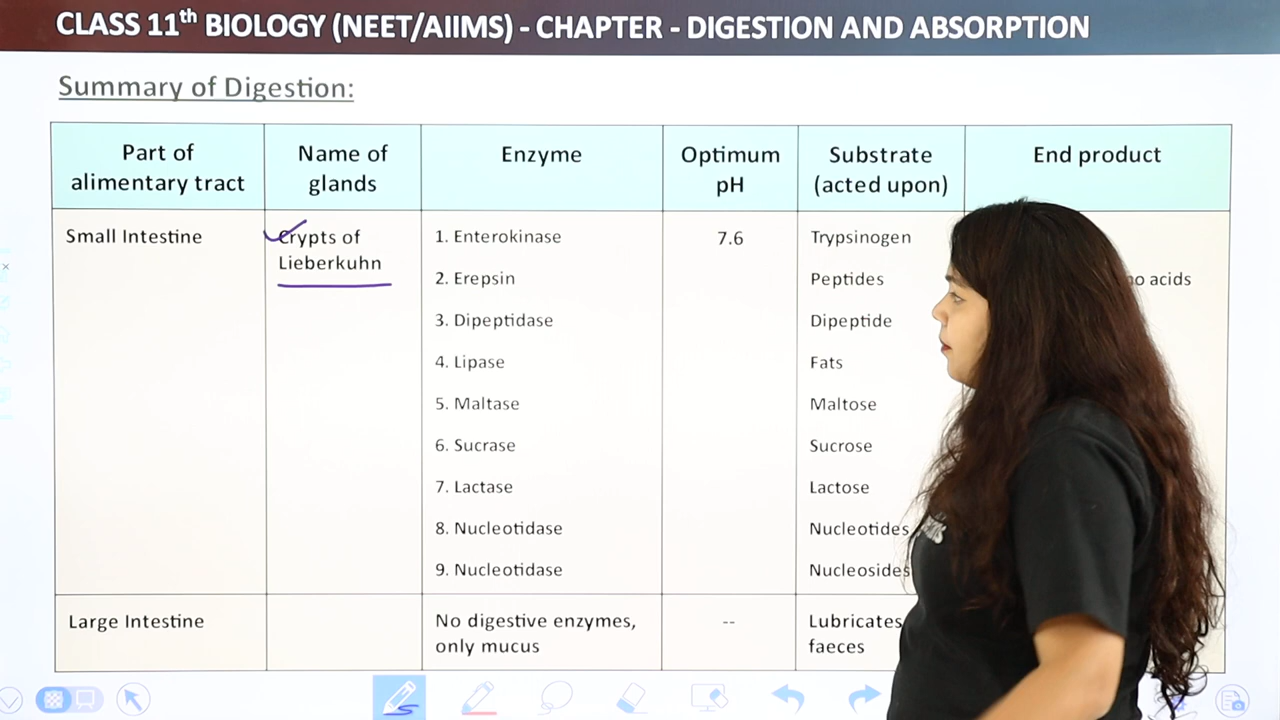 CLASS 11th BIOLOGY (NEET/AIIMS) - CHAPTER - DIGESTION AND ABSORPTION
Summary of Digestion:
Part of alimentary tract
Name of glands
Enzyme
Optimum pH
Substrate (acted upon)
End product
Small Intestine
Crypts of Lieberkuhn
1. Enterokinase
7.6
Trypsinogen
2. Erepsin
Peptides
acids
3. Dipeptidase
Dipeptide
4. Lipase
Fats
5. Maltase
Maltose
6. Sucrase
Sucrose
7. Lactase
Lactose
8. Nucleotidase
Nucleotides
9. Nucleotidase
Nucleosides
Large Intestine
No digestive enzymes, only mucus
--
Lubricates faeces